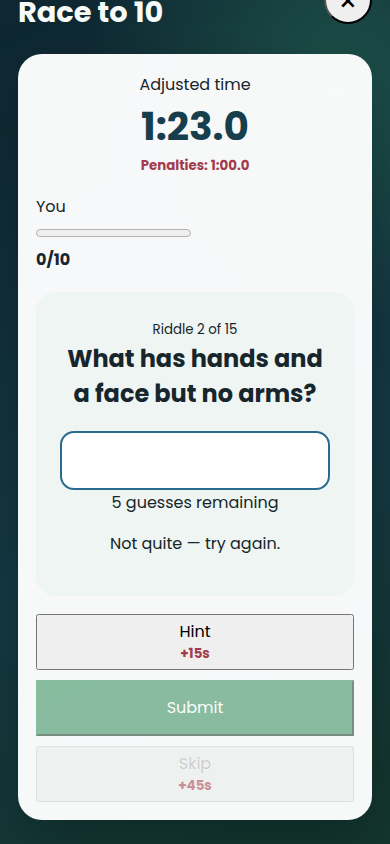 Race to 10
×
Adjusted time
1:23.0
Penalties: 1:00.0
You
0/10
Riddle 2 of 15
What has hands and
a face but no arms?
5 guesses remaining
Not quite — try again.
Hint
+15s
Submit
Skip
+45s